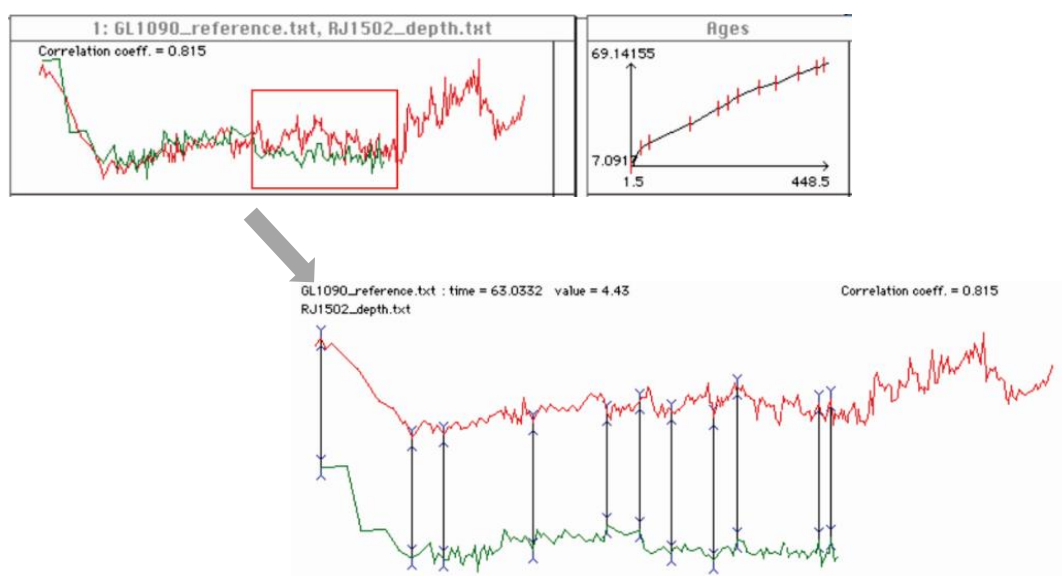 1: GL1090_reference.txt, RJ1502_depth.txt
Correlation coeff. = 0.815
Ages
69.14155
7.0917
1.5
448.5
GL1090_reference.txt : time = 63.0332 value = 4.43
Correlation coeff. = 0.815
RJ1502_depth.txt